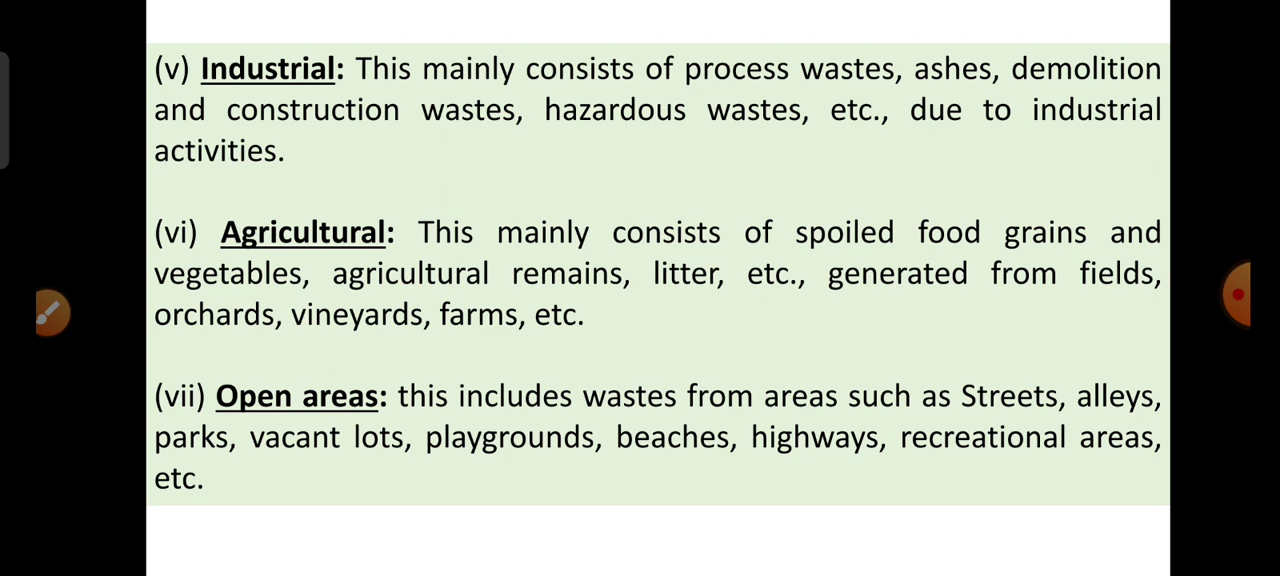 (v) Industrial: This mainly consists of process wastes, ashes, demolition
and construction wastes, hazardous wastes, etc., due to industrial
activities.
(vi) Agricultural: This mainly consists of spoiled food grains and
vegetables, agricultural remains, litter, etc., generated from fields,
orchards, vineyards, farms, etc.
(vii) Open areas: this includes wastes from areas such as Streets, alleys,
parks, vacant lots, playgrounds, beaches, highways, recreational areas,
etc.